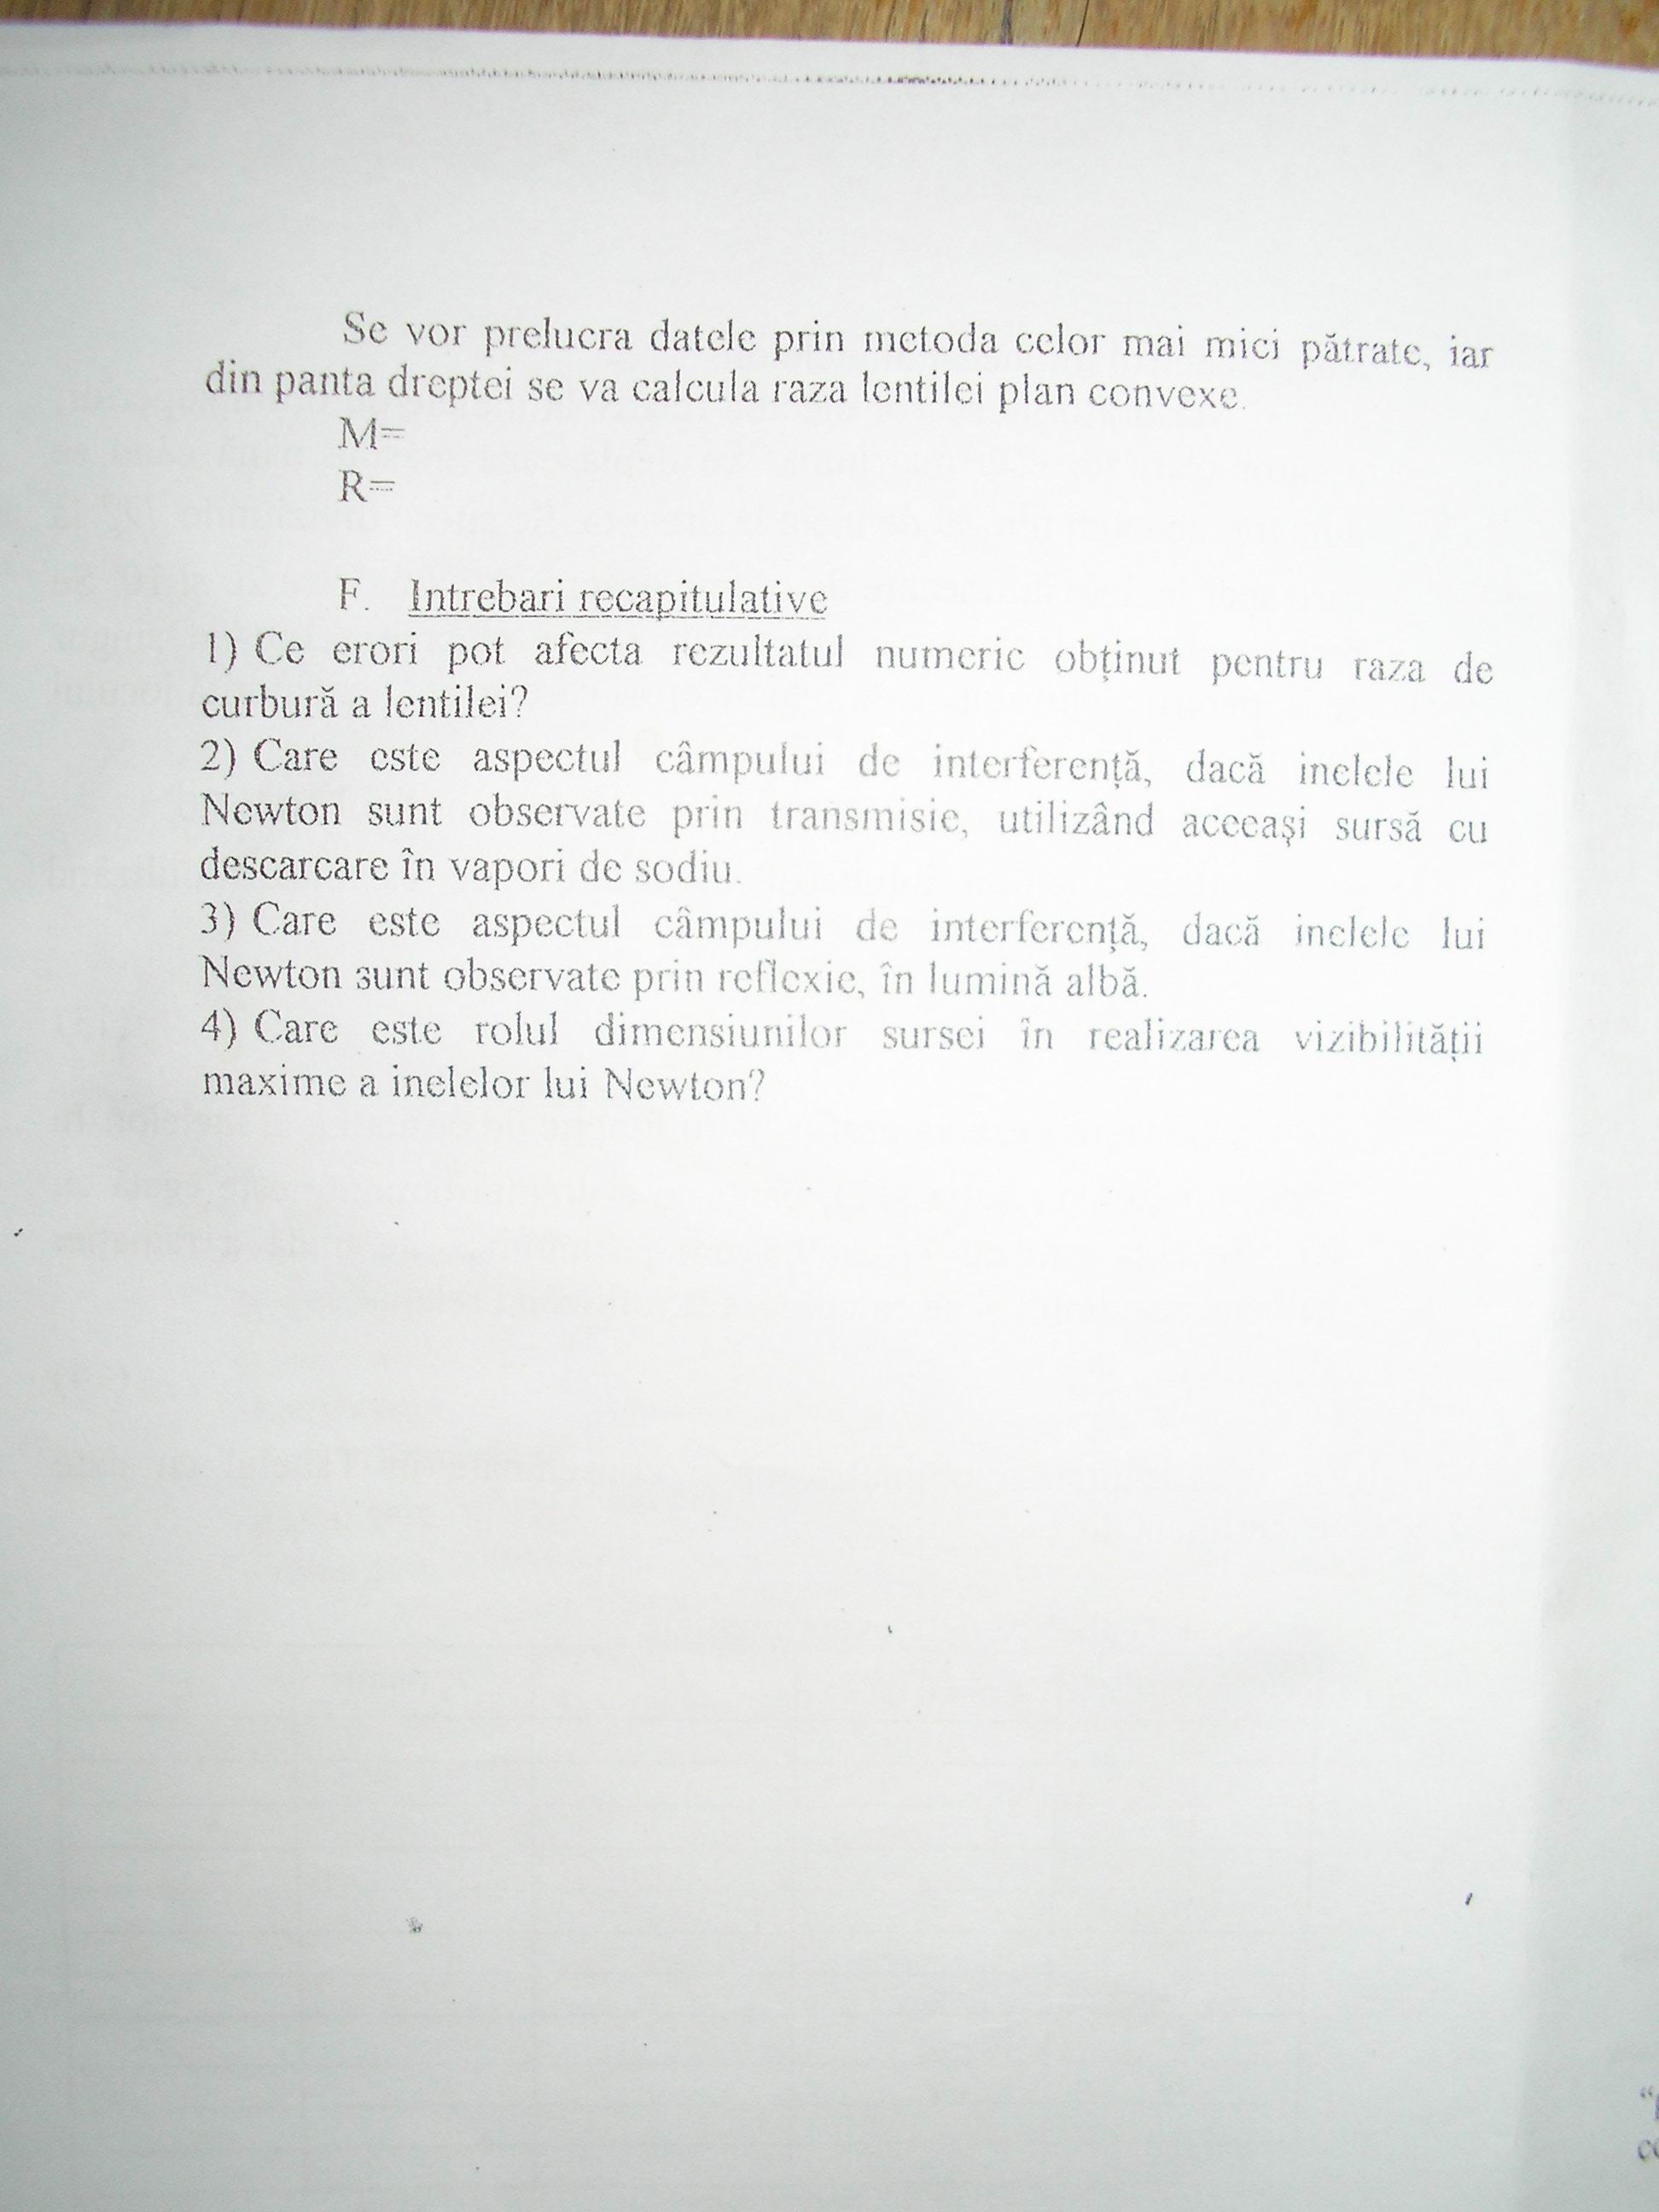 Se vor prelucra datele prin metoda celor mai mici pătrate, iar
din panta dreptei se va calcula raza lentilei plan convexe.
M=
R=
F. Intrebari recapitulative
1) Ce erori pot afecta rezultatul numeric obținut pentru raza de
curbură a lentilei?
2) Care este aspectul câmpului de interferență, dacă inelele lui
Newton sunt observate prin transmisie, utilizând aceeași sursă cu
descarcare în vapori de sodiu.
3) Care este aspectul câmpului de interferență, dacă inelele lui
Newton sunt observate prin reflexie, în lumină albă.
4) Care este rolul dimensiunilor sursei în realizarea vizibilității
maxime a inelelor lui Newton?